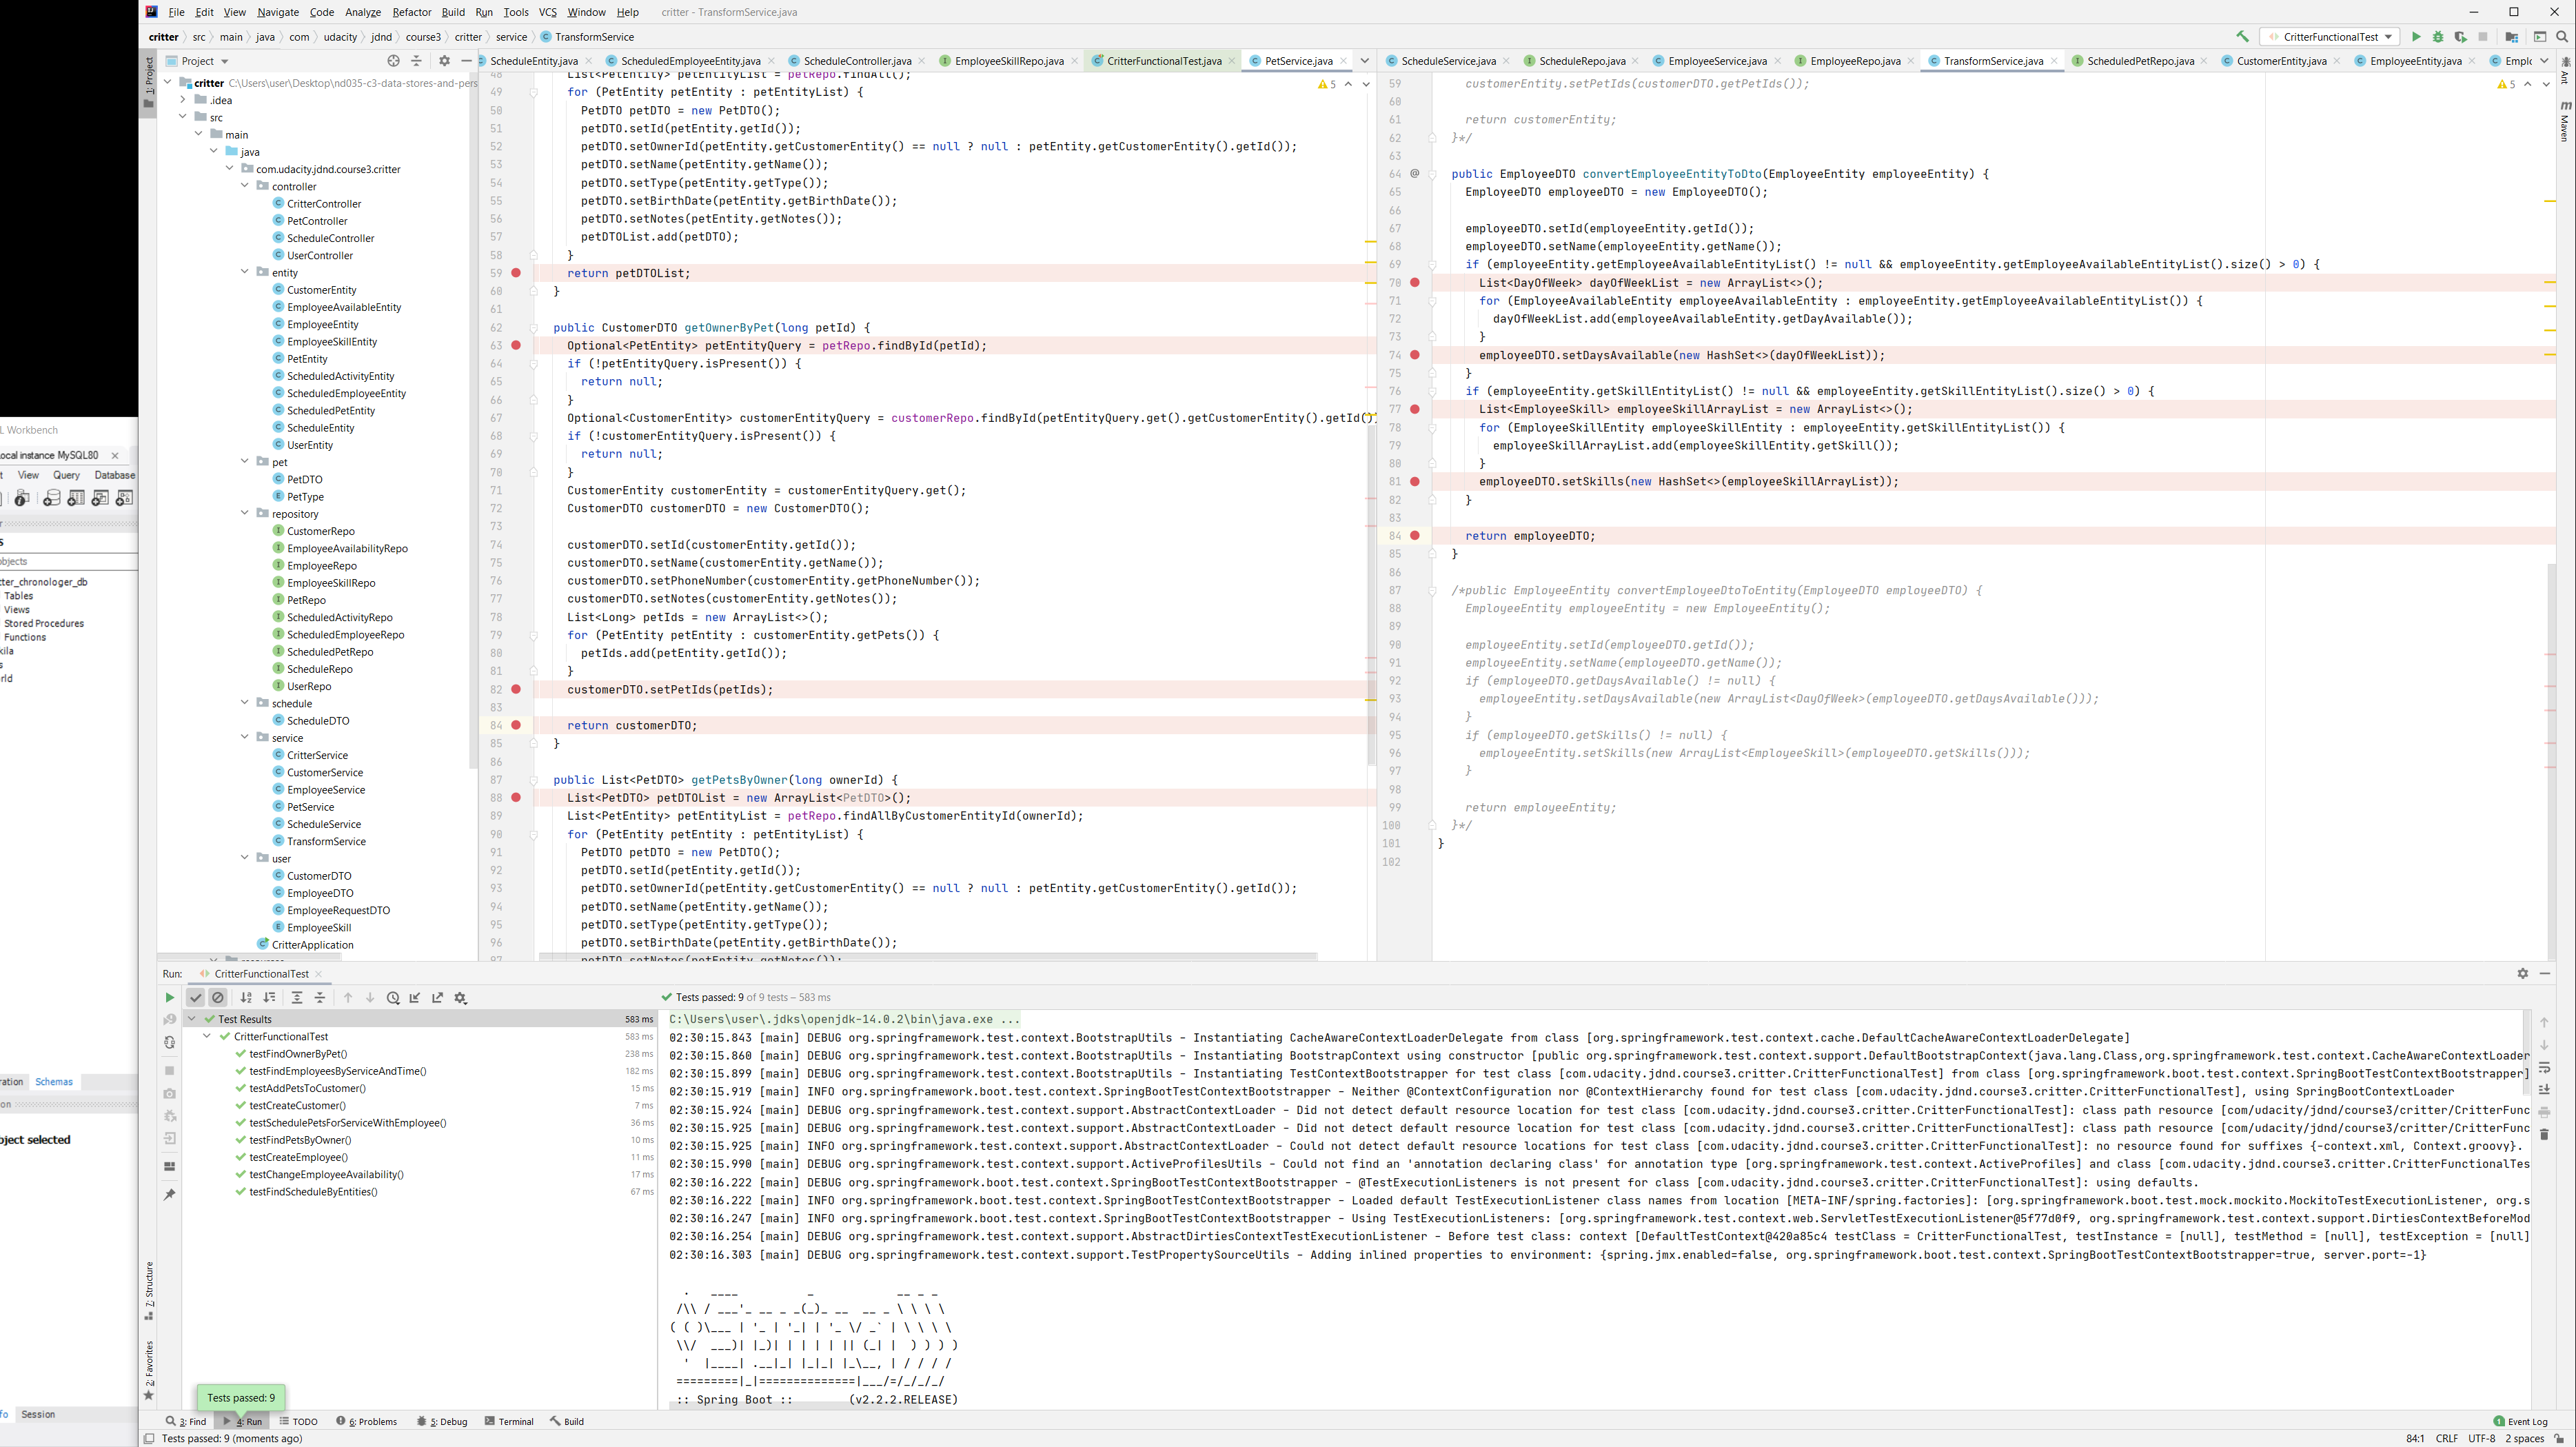 File Edit View Navigate Code Analyze Refactor Build Run Tools VCS Window Help critter - TransformService.java
critter src main java com udacity jdnd course3 critter service TransformService
CritterFunctionalTest
Project
ScheduleEntity.java ScheduledEmployeeEntity.java ScheduleController.java EmployeeSkillRepo.java CritterFunctionalTest.java PetService.java
ScheduleService.java ScheduleRepo.java EmployeeService.java EmployeeRepo.java TransformService.java ScheduledPetRepo.java CustomerEntity.java EmployeeEntity.java Emplc
1: Project
critter C:\Users\user\Desktop\nd035-c3-data-stores-and-pers
.idea
src
main
java
com.udacity.jdnd.course3.critter
controller
CritterController
PetController
ScheduleController
UserController
entity
CustomerEntity
EmployeeAvailableEntity
EmployeeEntity
EmployeeSkillEntity
PetEntity
ScheduledActivityEntity
ScheduledEmployeeEntity
ScheduledPetEntity
ScheduleEntity
UserEntity
pet
PetDTO
PetType
repository
CustomerRepo
EmployeeAvailabilityRepo
EmployeeRepo
EmployeeSkillRepo
PetRepo
ScheduledActivityRepo
ScheduledEmployeeRepo
ScheduledPetRepo
ScheduleRepo
UserRepo
schedule
ScheduleDTO
service
CritterService
CustomerService
EmployeeService
PetService
ScheduleService
TransformService
user
CustomerDTO
EmployeeDTO
EmployeeRequestDTO
EmployeeSkill
CritterApplication
48 List<PetEntity> petEntityList = petRepo.findAll();
49 for (PetEntity petEntity : petEntityList) {
50 PetDTO petDTO = new PetDTO();
51 petDTO.setId(petEntity.getId());
52 petDTO.setOwnerId(petEntity.getCustomerEntity() == null ? null : petEntity.getCustomerEntity().getId());
53 petDTO.setName(petEntity.getName());
54 petDTO.setType(petEntity.getType());
55 petDTO.setBirthDate(petEntity.getBirthDate());
56 petDTO.setNotes(petEntity.getNotes());
57 petDTOList.add(petDTO);
58 }
59 return petDTOList;
60 }
61
62 public CustomerDTO getOwnerByPet(long petId) {
63 Optional<PetEntity> petEntityQuery = petRepo.findById(petId);
64 if (!petEntityQuery.isPresent()) {
65 return null;
66 }
67 Optional<CustomerEntity> customerEntityQuery = customerRepo.findById(petEntityQuery.get().getCustomerEntity().getId()
68 if (!customerEntityQuery.isPresent()) {
69 return null;
70 }
71 CustomerEntity customerEntity = customerEntityQuery.get();
72 CustomerDTO customerDTO = new CustomerDTO();
73
74 customerDTO.setId(customerEntity.getId());
75 customerDTO.setName(customerEntity.getName());
76 customerDTO.setPhoneNumber(customerEntity.getPhoneNumber());
77 customerDTO.setNotes(customerEntity.getNotes());
78 List<Long> petIds = new ArrayList<>();
79 for (PetEntity petEntity : customerEntity.getPets()) {
80 petIds.add(petEntity.getId());
81 }
82 customerDTO.setPetIds(petIds);
83
84 return customerDTO;
85 }
86
87 public List<PetDTO> getPetsByOwner(long ownerId) {
88 List<PetDTO> petDTOList = new ArrayList<PetDTO>();
89 List<PetEntity> petEntityList = petRepo.findAllByCustomerEntityId(ownerId);
90 for (PetEntity petEntity : petEntityList) {
91 PetDTO petDTO = new PetDTO();
92 petDTO.setId(petEntity.getId());
93 petDTO.setOwnerId(petEntity.getCustomerEntity() == null ? null : petEntity.getCustomerEntity().getId());
94 petDTO.setName(petEntity.getName());
95 petDTO.setType(petEntity.getType());
96 petDTO.setBirthDate(petEntity.getBirthDate());
97 petDTO.setNotes(petEntity.getNotes());
5
59 customerEntity.setPetIds(customerDTO.getPetIds());
60
61 return customerEntity;
62 }*/
63
64 @ public EmployeeDTO convertEmployeeEntityToDto(EmployeeEntity employeeEntity) {
65 EmployeeDTO employeeDTO = new EmployeeDTO();
66
67 employeeDTO.setId(employeeEntity.getId());
68 employeeDTO.setName(employeeEntity.getName());
69 if (employeeEntity.getEmployeeAvailableEntityList() != null && employeeEntity.getEmployeeAvailableEntityList().size() > 0) {
70 List<DayOfWeek> dayOfWeekList = new ArrayList<>();
71 for (EmployeeAvailableEntity employeeAvailableEntity : employeeEntity.getEmployeeAvailableEntityList()) {
72 dayOfWeekList.add(employeeAvailableEntity.getDayAvailable());
73 }
74 employeeDTO.setDaysAvailable(new HashSet<>(dayOfWeekList));
75 }
76 if (employeeEntity.getSkillEntityList() != null && employeeEntity.getSkillEntityList().size() > 0) {
77 List<EmployeeSkill> employeeSkillArrayList = new ArrayList<>();
78 for (EmployeeSkillEntity employeeSkillEntity : employeeEntity.getSkillEntityList()) {
79 employeeSkillArrayList.add(employeeSkillEntity.getSkill());
80 }
81 employeeDTO.setSkills(new HashSet<>(employeeSkillArrayList));
82 }
83
84 return employeeDTO;
85 }
86
87 /*public EmployeeEntity convertEmployeeDtoToEntity(EmployeeDTO employeeDTO) {
88 EmployeeEntity employeeEntity = new EmployeeEntity();
89
90 employeeEntity.setId(employeeDTO.getId());
91 employeeEntity.setName(employeeDTO.getName());
92 if (employeeDTO.getDaysAvailable() != null) {
93 employeeEntity.setDaysAvailable(new ArrayList<DayOfWeek>(employeeDTO.getDaysAvailable()));
94 }
95 if (employeeDTO.getSkills() != null) {
96 employeeEntity.setSkills(new ArrayList<EmployeeSkill>(employeeDTO.getSkills()));
97 }
98
99 return employeeEntity;
100 }*/
101 }
102
5
Ant
Maven
L Workbench
ocal instance MySQL80
t View Query Database
S
bjects
tter_chronologer_db
Tables
Views
Stored Procedures
Functions
kila
s
rld
ration Schemas
on
bject selected
fo Session
Run: CritterFunctionalTest
Tests passed: 9 of 9 tests – 583 ms
Test Results 583 ms
CritterFunctionalTest 583 ms
testFindOwnerByPet() 238 ms
testFindEmployeesByServiceAndTime() 182 ms
testAddPetsToCustomer() 15 ms
testCreateCustomer() 7 ms
testSchedulePetsForServiceWithEmployee() 36 ms
testFindPetsByOwner() 10 ms
testCreateEmployee() 11 ms
testChangeEmployeeAvailability() 17 ms
testFindScheduleByEntities() 67 ms
C:\Users\user\.jdks\openjdk-14.0.2\bin\java.exe ...
02:30:15.843 [main] DEBUG org.springframework.test.context.BootstrapUtils - Instantiating CacheAwareContextLoaderDelegate from class [org.springframework.test.context.cache.DefaultCacheAwareContextLoaderDelegate]
02:30:15.860 [main] DEBUG org.springframework.test.context.BootstrapUtils - Instantiating BootstrapContext using constructor [public org.springframework.test.context.support.DefaultBootstrapContext(java.lang.Class,org.springframework.test.context.CacheAwareContextLoader
02:30:15.899 [main] DEBUG org.springframework.test.context.BootstrapUtils - Instantiating TestContextBootstrapper for test class [com.udacity.jdnd.course3.critter.CritterFunctionalTest] from class [org.springframework.boot.test.context.SpringBootTestContextBootstrapper]
02:30:15.919 [main] INFO org.springframework.boot.test.context.SpringBootTestContextBootstrapper - Neither @ContextConfiguration nor @ContextHierarchy found for test class [com.udacity.jdnd.course3.critter.CritterFunctionalTest], using SpringBootContextLoader
02:30:15.924 [main] DEBUG org.springframework.test.context.support.AbstractContextLoader - Did not detect default resource location for test class [com.udacity.jdnd.course3.critter.CritterFunctionalTest]: class path resource [com/udacity/jdnd/course3/critter/CritterFunc
02:30:15.925 [main] DEBUG org.springframework.test.context.support.AbstractContextLoader - Did not detect default resource location for test class [com.udacity.jdnd.course3.critter.CritterFunctionalTest]: class path resource [com/udacity/jdnd/course3/critter/CritterFunc
02:30:15.925 [main] INFO org.springframework.test.context.support.AbstractContextLoader - Could not detect default resource locations for test class [com.udacity.jdnd.course3.critter.CritterFunctionalTest]: no resource found for suffixes {-context.xml, Context.groovy}.
02:30:15.990 [main] DEBUG org.springframework.test.context.support.ActiveProfilesUtils - Could not find an 'annotation declaring class' for annotation type [org.springframework.test.context.ActiveProfiles] and class [com.udacity.jdnd.course3.critter.CritterFunctionalTes
02:30:16.222 [main] DEBUG org.springframework.boot.test.context.SpringBootTestContextBootstrapper - @TestExecutionListeners is not present for class [com.udacity.jdnd.course3.critter.CritterFunctionalTest]: using defaults.
02:30:16.222 [main] INFO org.springframework.boot.test.context.SpringBootTestContextBootstrapper - Loaded default TestExecutionListener class names from location [META-INF/spring.factories]: [org.springframework.boot.test.mock.mockito.MockitoTestExecutionListener, org.s
02:30:16.247 [main] INFO org.springframework.boot.test.context.SpringBootTestContextBootstrapper - Using TestExecutionListeners: [org.springframework.test.context.web.ServletTestExecutionListener@5f77d0f9, org.springframework.test.context.support.DirtiesContextBeforeMod
02:30:16.254 [main] DEBUG org.springframework.test.context.support.AbstractDirtiesContextTestExecutionListener - Before test class: context [DefaultTestContext@420a85c4 testClass = CritterFunctionalTest, testInstance = [null], testMethod = [null], testException = [null]
02:30:16.303 [main] DEBUG org.springframework.test.context.support.TestPropertySourceUtils - Adding inlined properties to environment: {spring.jmx.enabled=false, org.springframework.boot.test.context.SpringBootTestContextBootstrapper=true, server.port=-1}
:: Spring Boot :: (v2.2.2.RELEASE)
7: Structure
2: Favorites
Tests passed: 9
3: Find 4: Run TODO 6: Problems 5: Debug Terminal Build
1 Event Log
Tests passed: 9 (moments ago)
84:1 CRLF UTF-8 2 spaces